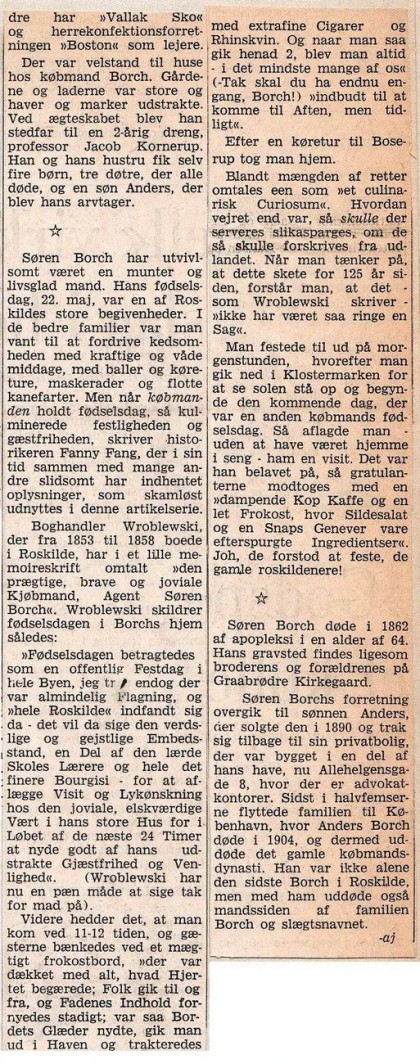 dre har »Vallak Sko«
og herrekonfektionsforret-
ningen »Boston« som lejere.
Der var velstand til huse
hos købmand Borch. Gårde-
ne og laderne var store og
haver og marker udstrakte.
Ved ægteskabet blev han
stedfar til en 2-årig dreng,
professor Jacob Kornerup.
Han og hans hustru fik selv
fire børn, tre døtre, der alle
døde, og en søn Anders, der
blev hans arvtager.
☆
Søren Borch har utvivl-
somt været en munter og
livsglad mand. Hans fødsels-
dag, 22. maj, var en af Ros-
kildes store begivenheder. I
de bedre familier var man
vant til at fordrive kedsom-
heden med kraftige og våde
middage, med baller og køre-
ture, maskerader og flotte
kanefarter. Men når købman-
den holdt fødselsdag, så kul-
minerede festligheden og
gæstfriheden, skriver histo-
rikeren Fanny Fang, der i sin
tid sammen med mange an-
dre slidsomt har indhentet
oplysninger, som skamløst
udnyttes i denne artikelserie.
Boghandler Wroblewski,
der fra 1853 til 1858 boede
i Roskilde, har i et lille me-
moireskrift omtalt »den
prægtige, brave og joviale
Kjøbmand, Agent Søren
Borch«. Wroblewski skildrer
fødselsdagen i Borchs hjem
således:
»Fødselsdagen betragtedes
som en offentlig Festdag i
hele Byen, jeg tr endog der
var almindelig Flagning, og
»hele Roskilde« indfandt sig
da - det vil da sige den verds-
lige og gejstlige Embeds-
stand, en Del af den lærde
Skoles Lærere og hele det
finere Bourgisi - for at af-
lægge Visit og Lykønskning
hos den joviale, elskværdige
Vært i hans store Hus for i
Løbet af de næste 24 Timer
at nyde godt af hans ud-
strakte Gjæstfrihed og Ven-
lighed«. (Wroblewski har
nu en pæn måde at sige tak
for mad på).
Videre hedder det, at man
kom ved 11-12 tiden, og gæ-
sterne bænkedes ved et mæg-
tigt frokostbord, »der var
dækket med alt, hvad Hjer-
tet begærede; Folk gik til og
fra, og Fadenes Indhold for-
nyedes stadigt; var saa Bor-
dets Glæder nydte, gik man
ud i Haven og trakteredes
med extrafine Cigarer og
Rhinskvin. Og naar man saa
gik henad 2, blev man altid
- i det mindste mange af os«
(-Tak skal du ha endnu en-
gang, Borch!) »indbudt til at
komme til Aften, men tid-
ligt«.
Efter en køretur til Bose-
rup tog man hjem.
Blandt mængden af retter
omtales een som »et culina-
risk Curiosum«. Hvordan
vejret end var, så skulle der
serveres slikasparges, om de
så skulle forskrives fra ud-
landet. Når man tænker på,
at dette skete for 125 år si-
den, forstår man, at det -
som Wroblewski skriver -
»ikke har været saa ringe en
Sag«.
Man festede til ud på mor-
genstunden, hvorefter man
gik ned i Klostermarken for
at se solen stå op og begyn-
de den kommende dag, der
var en anden købmands fød-
selsdag. Så aflagde man -
uden at have været hjemme
i seng - ham en visit. Det var
han belavet på, så gratulan-
terne modtoges med en
»dampende Kop Kaffe og en
let Frokost, hvor Sildesalat
og en Snaps Genever vare
efterspurgte Ingredientser«.
Joh, de forstod at feste, de
gamle roskildenere!
☆
Søren Borch døde i 1862
af apopleksi i en alder af 64.
Hans gravsted findes ligesom
broderens og forældrenes på
Graabrødre Kirkegaard.
Søren Borchs forretning
overgik til sønnen Anders,
der solgte den i 1890 og trak
sig tilbage til sin privatbolig,
der var bygget i en del af
hans have, nu Allehelgensga-
de 8, hvor der er advokat-
kontorer. Sidst i halvfemser-
ne flyttede familien til Kø-
benhavn, hvor Anders Borch
døde i 1904, og dermed ud-
døde det gamle købmands-
dynasti. Han var ikke alene
den sidste Borch i Roskilde,
men med ham uddøde også
mandssiden af familien
Borch og slægtsnavnet.
-aj